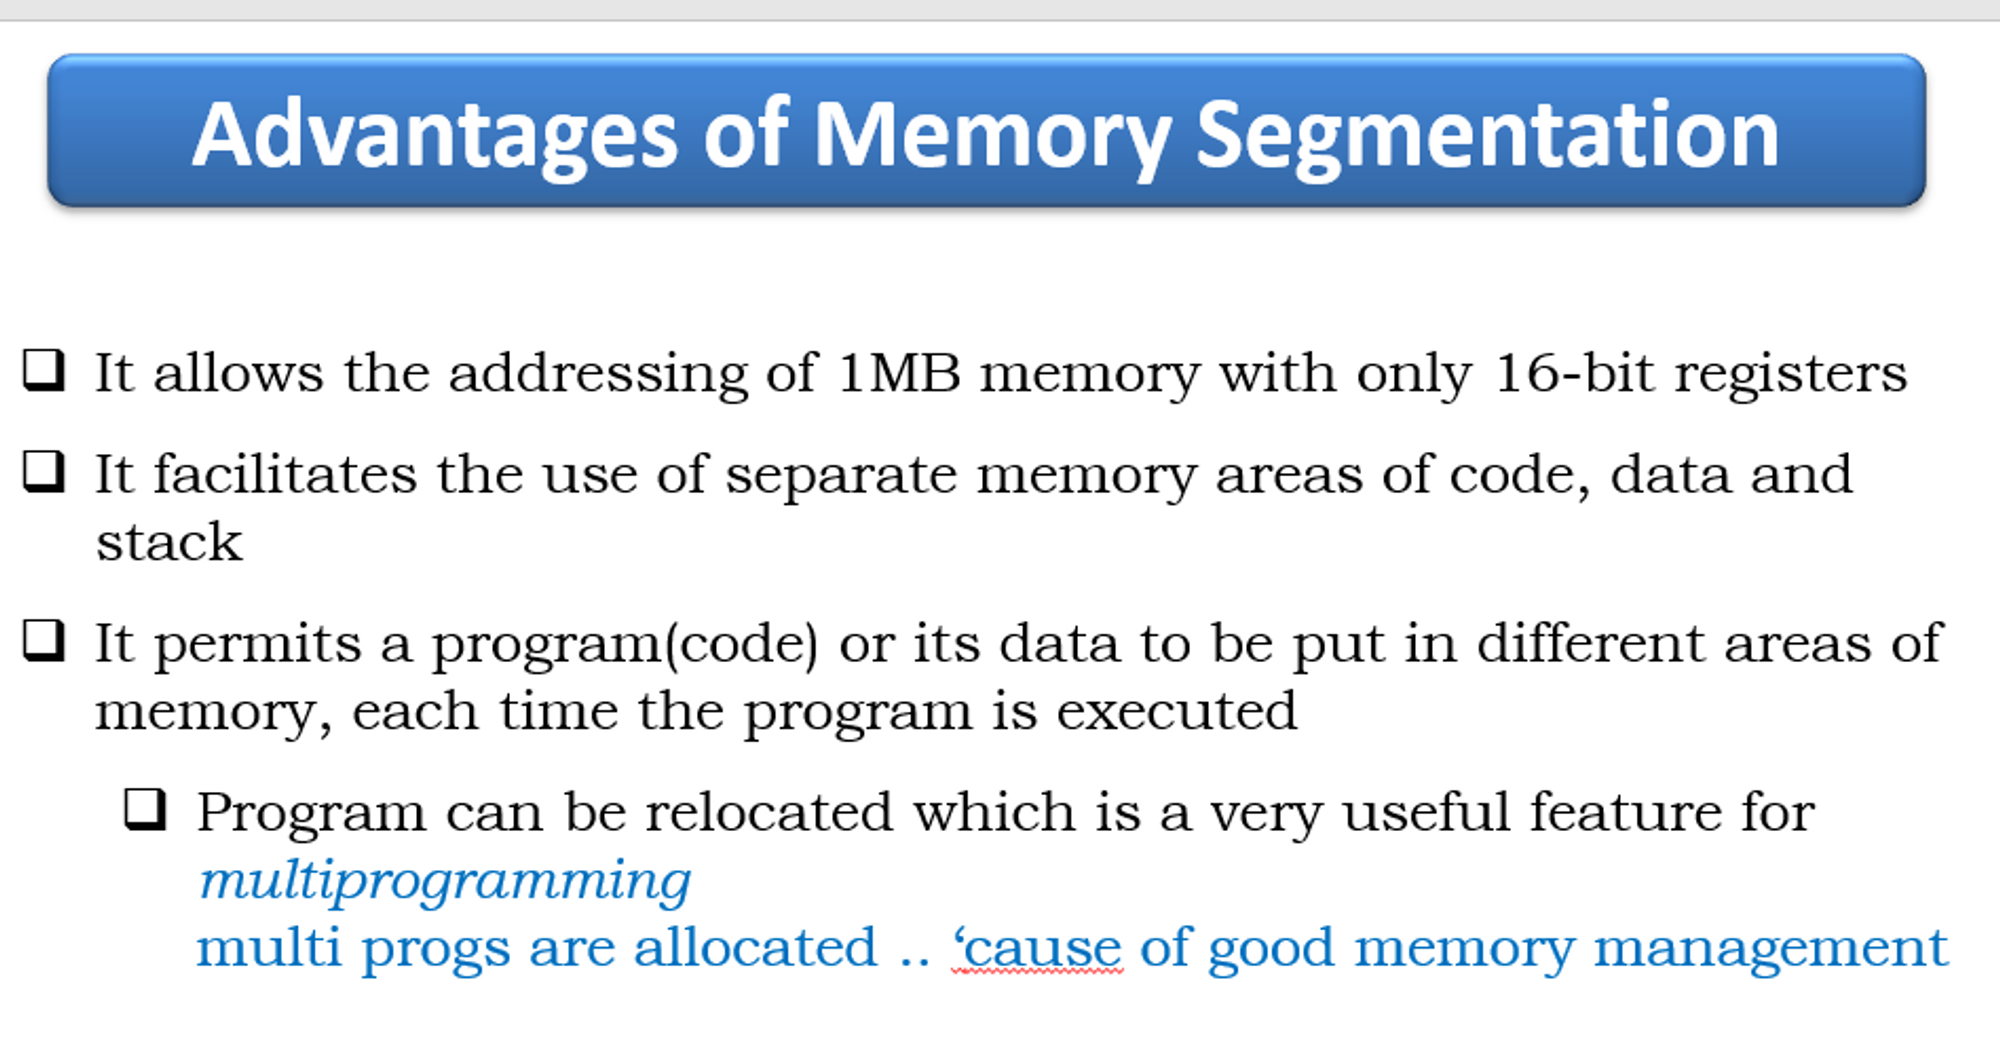 Advantages of Memory Segmentation
It allows the addressing of 1MB memory with only 16-bit registers
It facilitates the use of separate memory areas of code, data and
stack
It permits a program(code) or its data to be put in different areas of
memory, each time the program is executed
Program can be relocated which is a very useful feature for
multiprogramming
multi progs are allocated .. ‘cause of good memory management